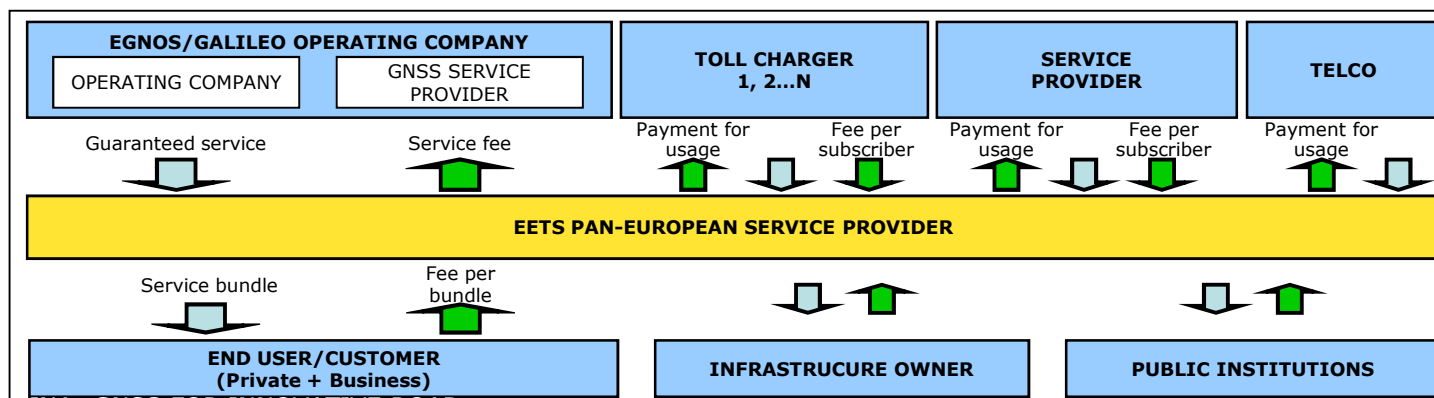 EGNOS/GALILEO OPERATING COMPANY
OPERATING COMPANY
GNSS SERVICE
PROVIDER
TOLL CHARGER
1, 2...N
SERVICE
PROVIDER
TELCO
Guaranteed service
Service fee
Payment for
usage
Fee per
subscriber
Payment for
usage
Fee per
subscriber
Payment for
usage
EETS PAN-EUROPEAN SERVICE PROVIDER
Service bundle
Fee per
bundle
END USER/CUSTOMER
(Private + Business)
INFRASTRUCURE OWNER
PUBLIC INSTITUTIONS